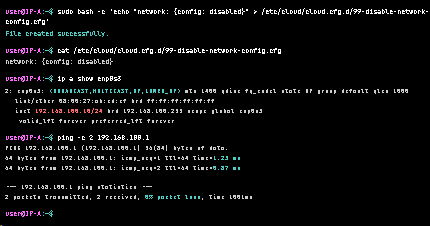 user@IP-A:~$ sudo bash -c 'echo "network: {config: disabled}" > /etc/cloud/cloud.cfg.d/99-disable-network-
config.cfg'
File created successfully.
user@IP-A:~$ cat /etc/cloud/cloud.cfg.d/99-disable-network-config.cfg
network: {config: disabled}
user@IP-A:~$ ip a show enp0s3
2: enp0s3: <BROADCAST,MULTICAST,UP,LOWER_UP> mtu 1400 qdisc fq_codel state UP group default qlen 1000
link/ether 08:00:27: brd ff:ff:ff:ff:ff:ff
inet 192.168.100.10/24 brd 192.168.100.255 scope global enp0s3
valid_lft forever preferred_lft forever
user@IP-A:~$ ping -c 2 192.168.100.1
PING 192.168.100.1 (192.168.100.1) 56(84) bytes of data.
64 bytes from 192.168.100.1: icmp_seq=1 ttl=64 time=1.23 ms
64 bytes from 192.168.100.1: icmp_seq=2 ttl=64 time=0.87 ms
--- 192.168.100.1 ping statistics ---
2 packets transmitted, 2 received, 0% packet loss, time 1001ms
user@IP-A:~$